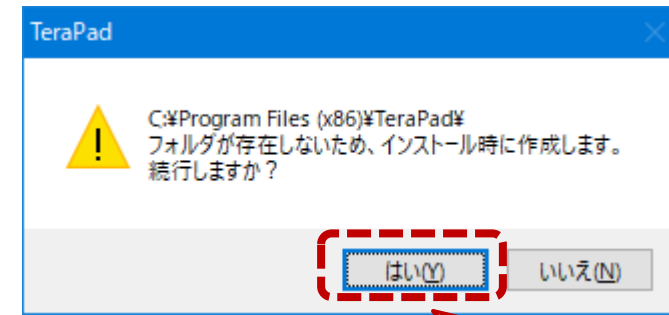 TeraPad
C:¥Program Files (x86)¥TeraPad¥
フォルダが存在しないため、インストール時に作成します。
続行しますか？
はい(Y)
いいえ(N)